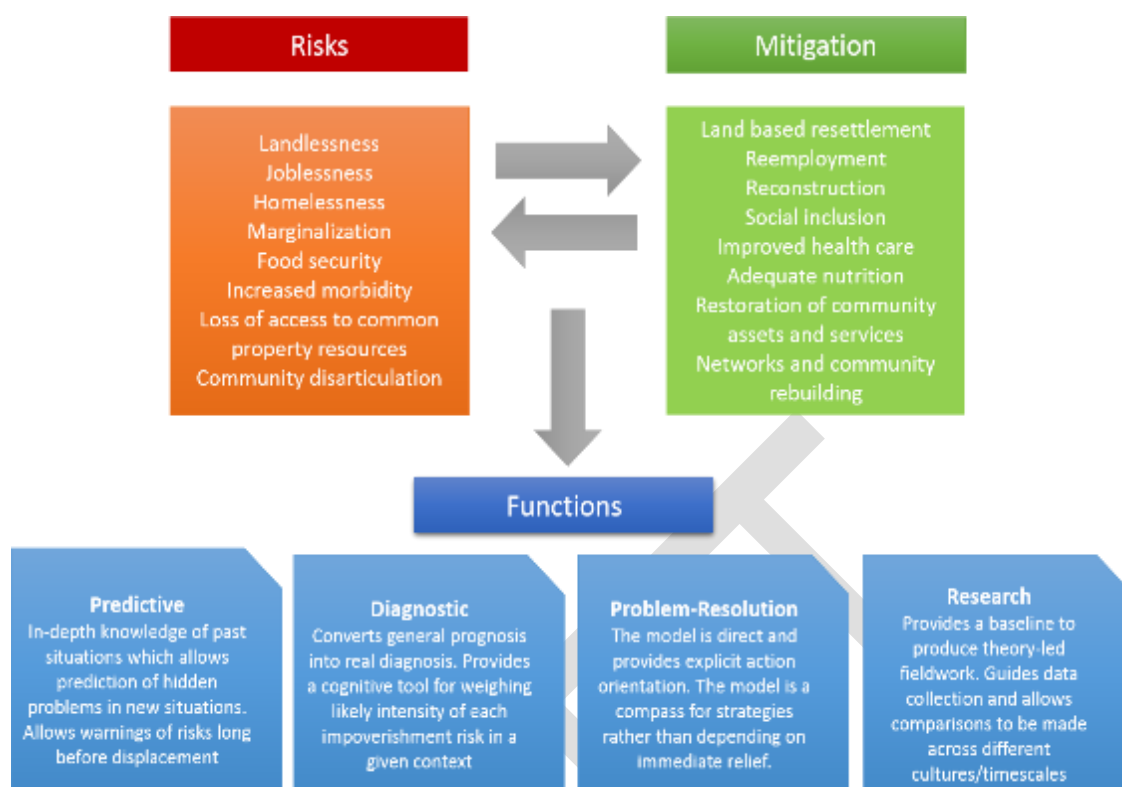 Risks
Mitigation
Landlessness
Joblessness
Homelessness
Marginalization
Food security
Increased morbidity
Loss of access to common
property resources
Community disarticulation
Land based resettlement
Reemployment
Reconstruction
Social inclusion
Improved health care
Adequate nutrition
Restoration of community
assets and services
Networks and community
rebuilding
Functions
Predictive
In-depth knowledge of past
situations which allows
prediction of hidden
problems in new situations.
Allows warnings of risks long
before displacement
Diagnostic
Converts general prognosis
into real diagnosis. Provides
a cognitive tool for weighing
likely intensity of each
impoverishment risk in a
given context
Problem-Resolution
The model is direct and
provides explicit action
orientation. The model is a
compass for strategies
rather than depending on
immediate relief.
Research
Provides a baseline to
produce theory-led
fieldwork. Guides data
collection and allows
comparisons to be made
across different
cultures/timescales